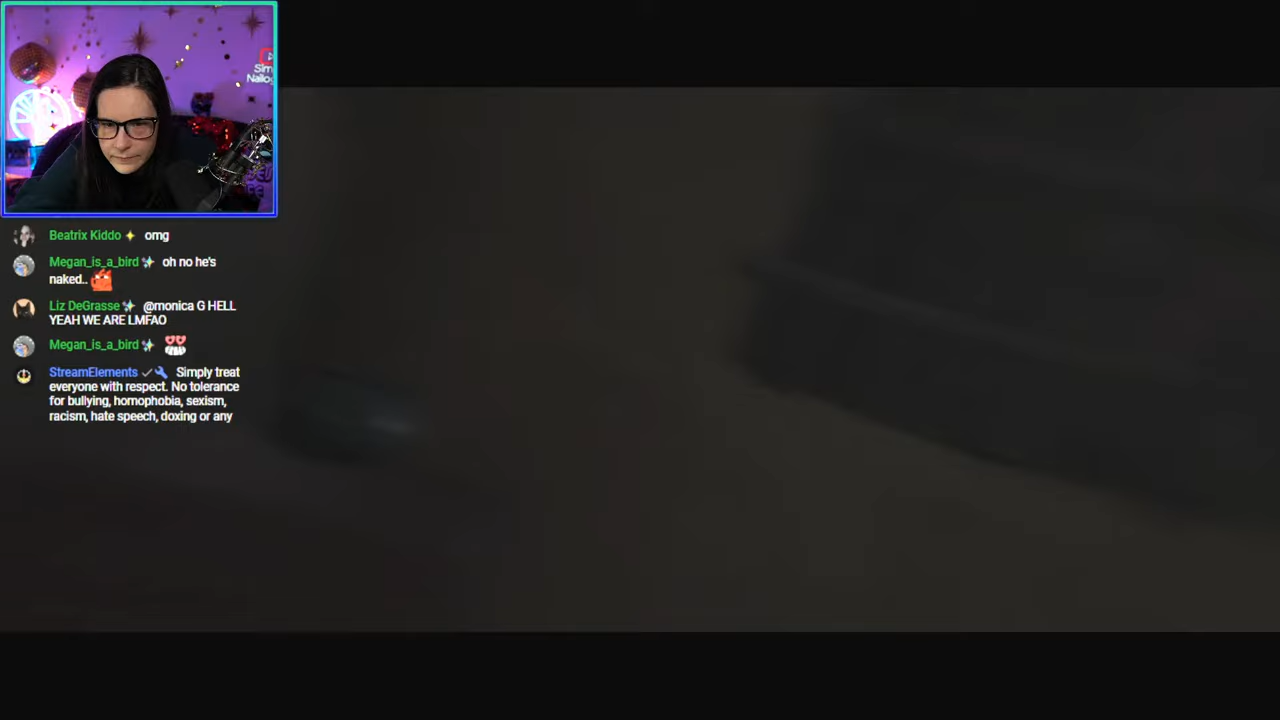 Beatrix Kiddo omg
Megan_is_a_bird oh no he's
naked..
Liz DeGrasse @monica G HELL
YEAH WE ARE LMFAO
Megan_is_a_bird
StreamElements Simply treat
everyone with respect. No tolerance
for bullying, homophobia, sexism,
racism, hate speech, doxing or any